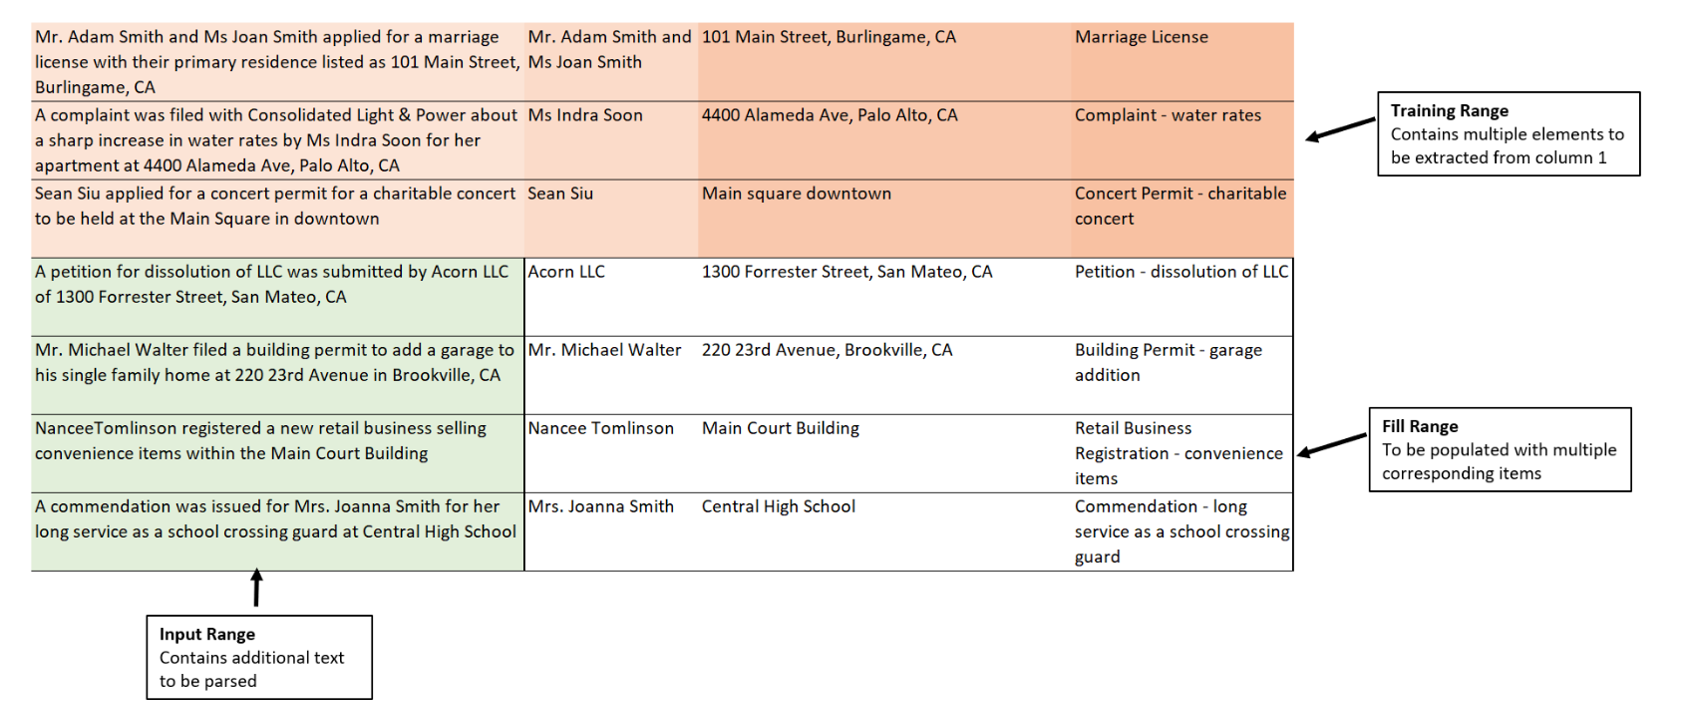 Mr. Adam Smith and Ms Joan Smith applied for a marriage
license with their primary residence listed as 101 Main Street,
Burlingame, CA
Mr. Adam Smith and
Ms Joan Smith
101 Main Street, Burlingame, CA
Marriage License
A complaint was filed with Consolidated Light & Power about
a sharp increase in water rates by Ms Indra Soon for her
apartment at 4400 Alameda Ave, Palo Alto, CA
Ms Indra Soon
4400 Alameda Ave, Palo Alto, CA
Complaint - water rates
Training Range
Contains multiple elements to
be extracted from column 1
Sean Siu applied for a concert permit for a charitable concert
to be held at the Main Square in downtown
Sean Siu
Main square downtown
Concert Permit - charitable
concert
A petition for dissolution of LLC was submitted by Acorn LLC
of 1300 Forrester Street, San Mateo, CA
Acorn LLC
1300 Forrester Street, San Mateo, CA
Petition - dissolution of LLC
Mr. Michael Walter filed a building permit to add a garage to
his single family home at 220 23rd Avenue in Brookville, CA
Mr. Michael Walter
220 23rd Avenue, Brookville, CA
Building Permit - garage
addition
NanceeTomlinson registered a new retail business selling
convenience items within the Main Court Building
Nancee Tomlinson
Main Court Building
Retail Business
Registration - convenience
items
Fill Range
To be populated with multiple
corresponding items
A commendation was issued for Mrs. Joanna Smith for her
long service as a school crossing guard at Central High School
Mrs. Joanna Smith
Central High School
Commendation - long
service as a school crossing
guard
Input Range
Contains additional text
to be parsed